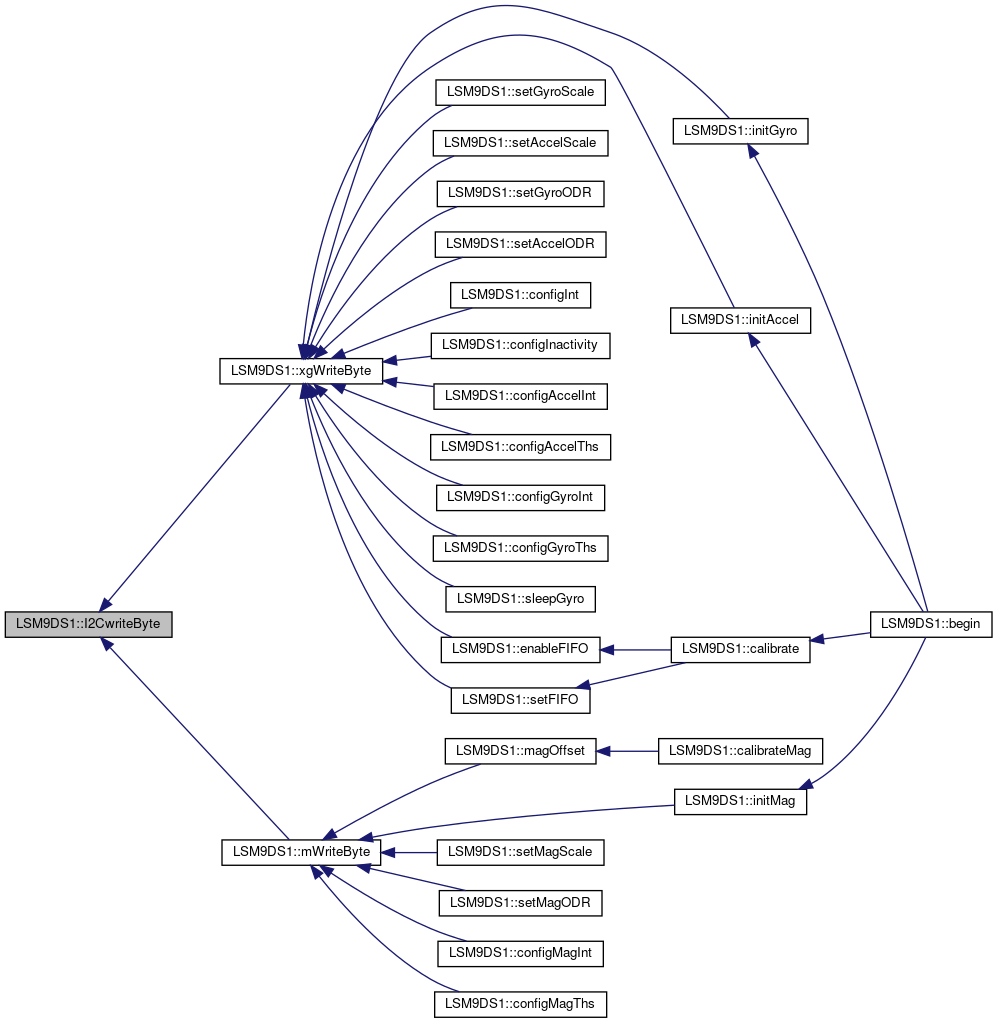 LSM9DS1::setGyroScale
LSM9DS1::initGyro
LSM9DS1::setAccelScale
LSM9DS1::setGyroODR
LSM9DS1::setAccelODR
LSM9DS1::configInt
LSM9DS1::initAccel
LSM9DS1::configInactivity
LSM9DS1::xgWriteByte
LSM9DS1::configAccelInt
LSM9DS1::configAccelThs
LSM9DS1::configGyroInt
LSM9DS1::configGyroThs
LSM9DS1::sleepGyro
LSM9DS1::I2CwriteByte
LSM9DS1::begin
LSM9DS1::enableFIFO
LSM9DS1::calibrate
LSM9DS1::setFIFO
LSM9DS1::magOffset
LSM9DS1::calibrateMag
LSM9DS1::initMag
LSM9DS1::mWriteByte
LSM9DS1::setMagScale
LSM9DS1::setMagODR
LSM9DS1::configMagInt
LSM9DS1::configMagThs